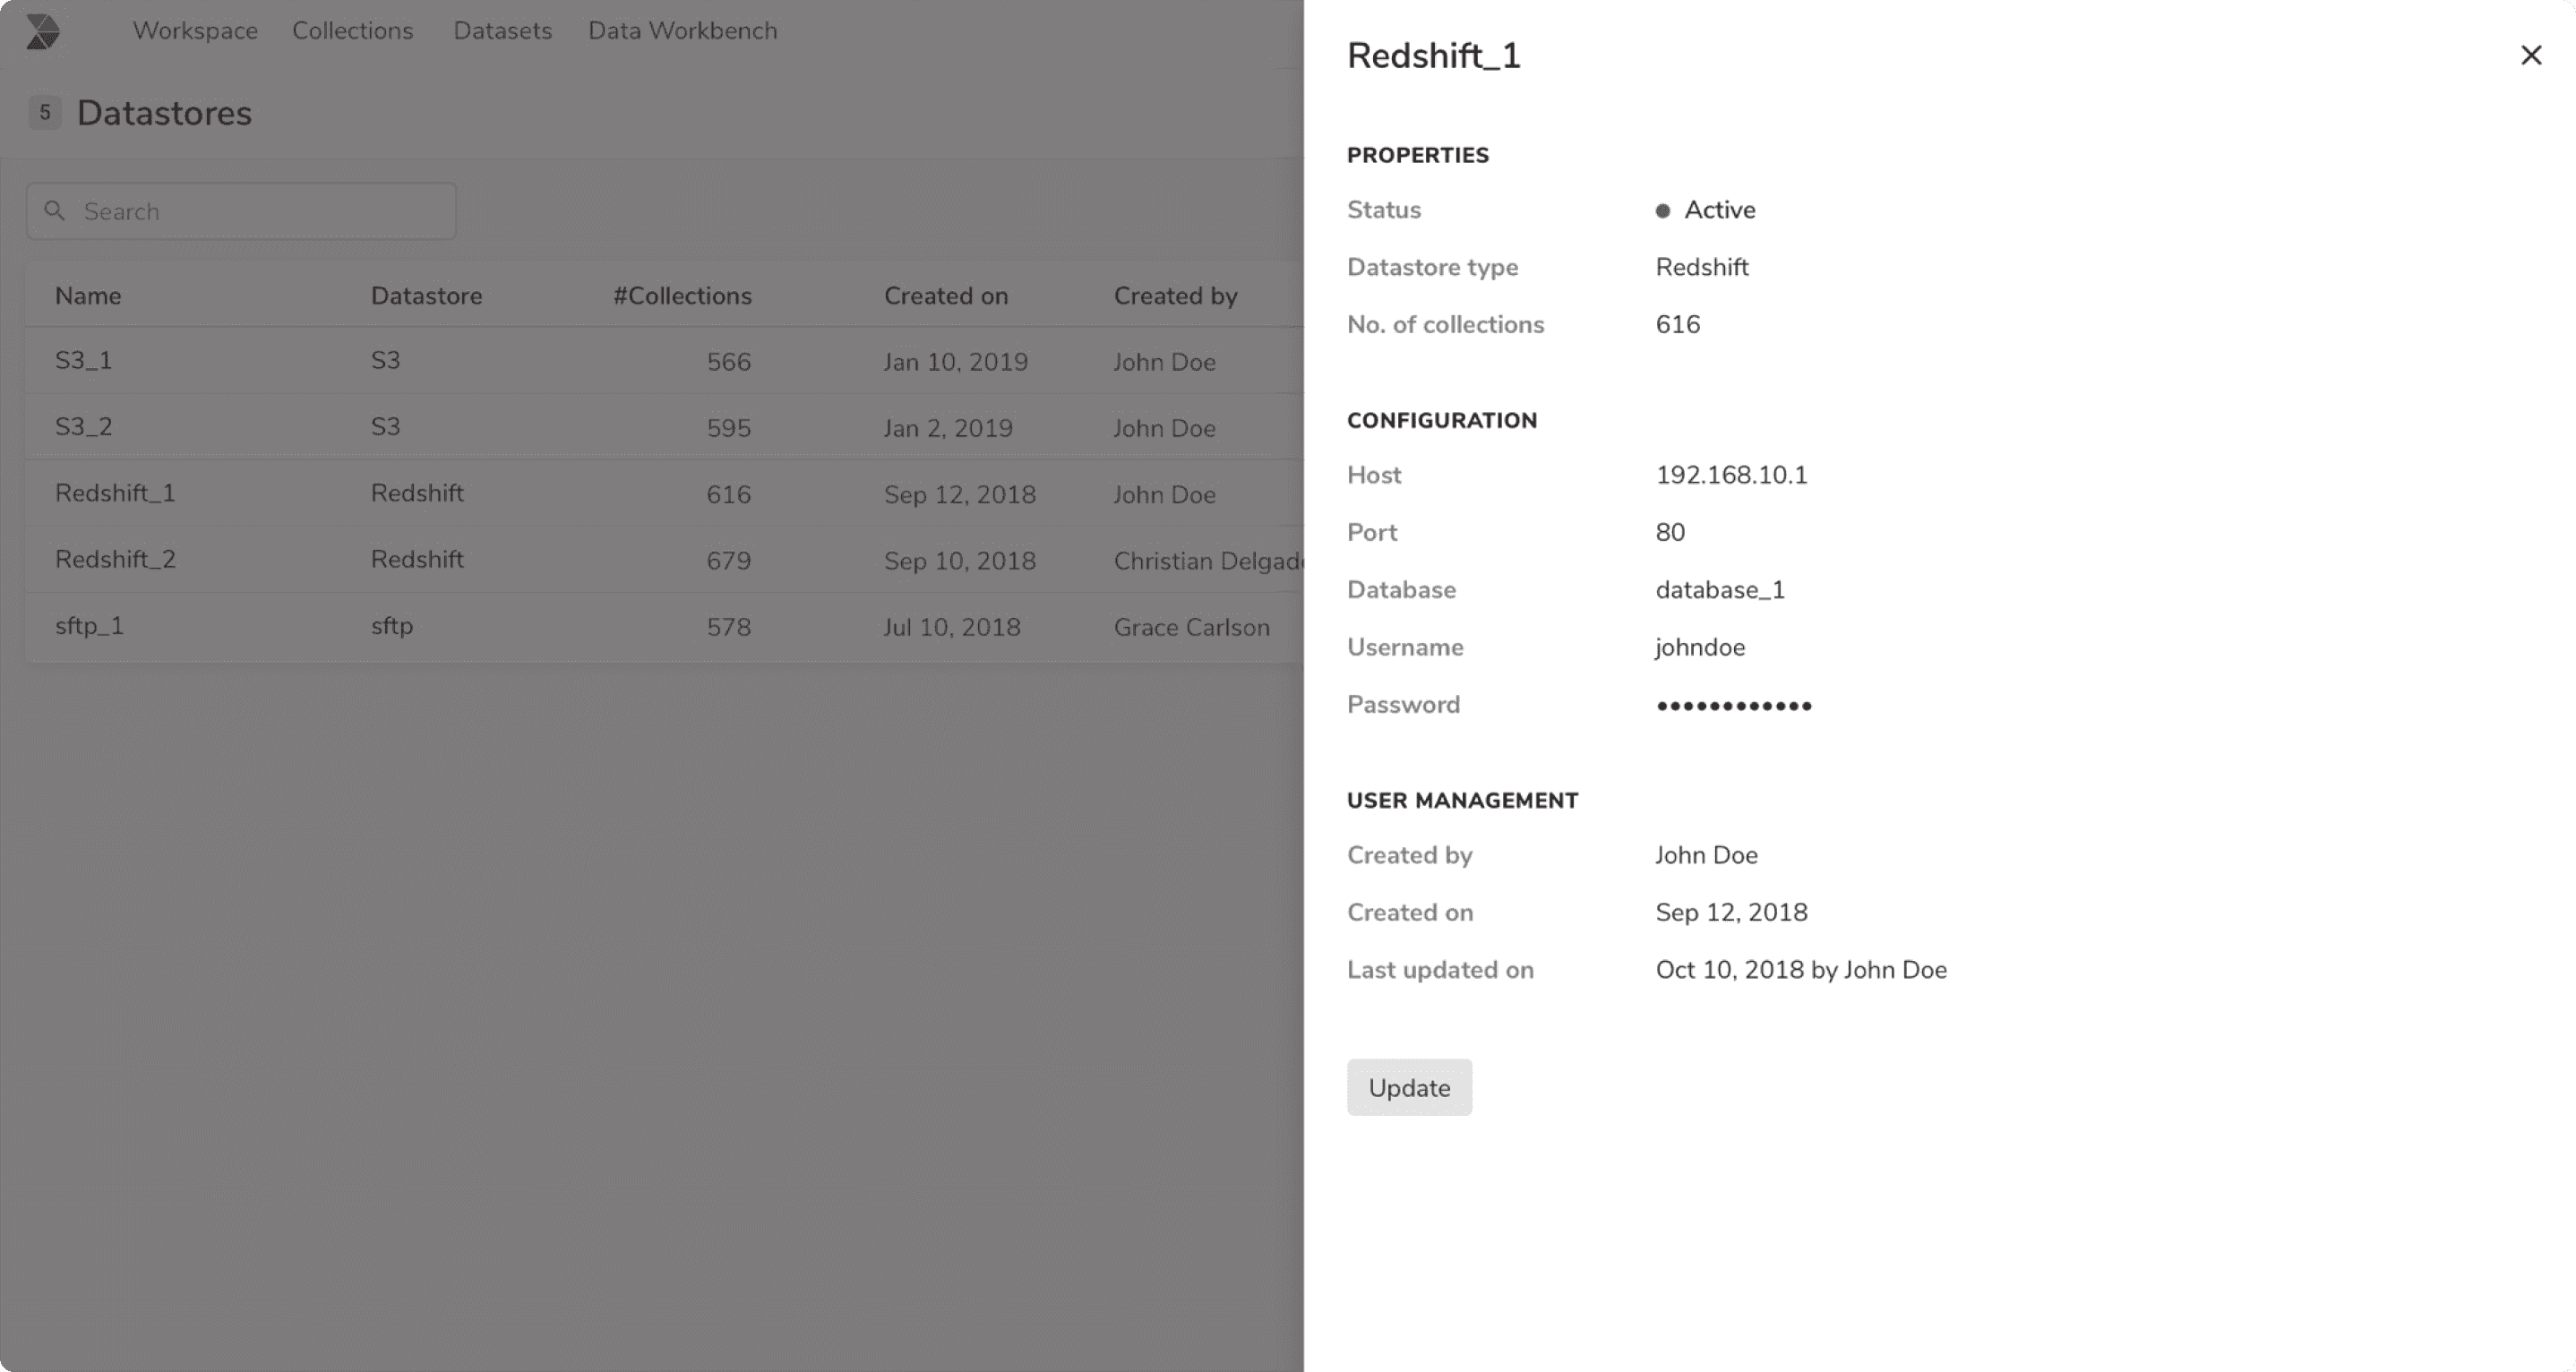 Workspace Collections Datasets Data Workbench
5 Datastores
Search
Name Datastore #Collections Created on Created by
S3_1 S3 566 Jan 10, 2019 John Doe
S3_2 S3 595 Jan 2, 2019 John Doe
Redshift_1 Redshift 616 Sep 12, 2018 John Doe
Redshift_2 Redshift 679 Sep 10, 2018 Christian Delgad
sftp_1 sftp 578 Jul 10, 2018 Grace Carlson
Redshift_1
PROPERTIES
Status Active
Datastore type Redshift
No. of collections 616
CONFIGURATION
Host 192.168.10.1
Port 80
Database database_1
Username johndoe
Password ••••••••••••
USER MANAGEMENT
Created by John Doe
Created on Sep 12, 2018
Last updated on Oct 10, 2018 by John Doe
Update